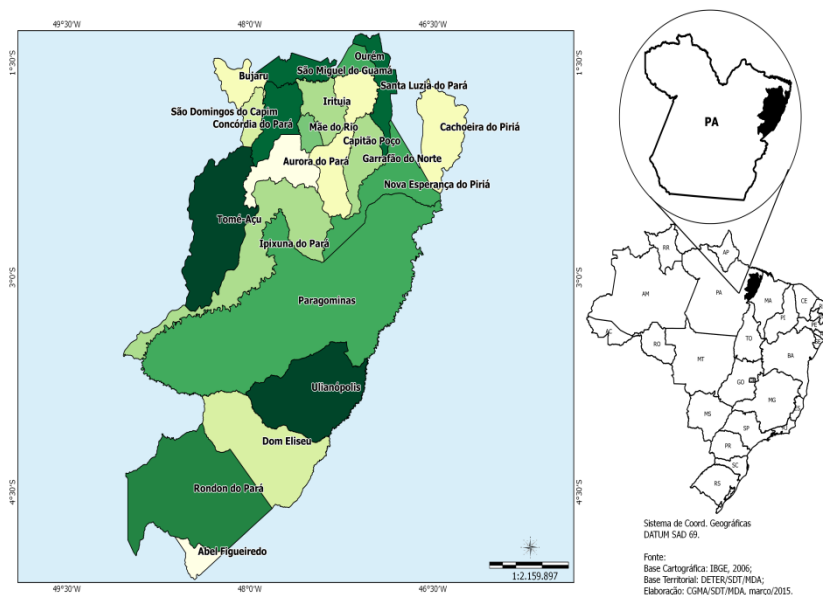 49°30'W 48°0'W 46°30'W
1°30'S
3°0'S
4°30'S
Ourém
São Miguel do Guama
Bujaru
Santa Luzia do Pará
Irituia
São Domingos do Capim
Concórdia do Pará
Mãe do Rio
Cachoeira do Piriá
Capitão Poço
Aurora do Pará
Garrafão do Norte
Nova Esperança do Piriá
Tomé-Açu
Ipixuna do Pará
Paragominas
Ulianópolis
Dom Eliseu
Rondon do Pará
Abel Figueiredo
1:2.159.897
49°30'W 48°0'W 46°30'W
1°30'S
3°0'S
4°30'S
PA
RR
AP
AM
PA
MA
CE
PI
AC
RO
TO
MT
BA
GO
MG
MS
SP
PR
SC
RS
Sistema de Coord. Geográficas
DATUM SAD 69.
Fonte:
Base Cartográfica: IBGE, 2006;
Base Territorial: DETER/SDT/MDA;
Elaboração: CGMA/SDT/MDA, março/2015.